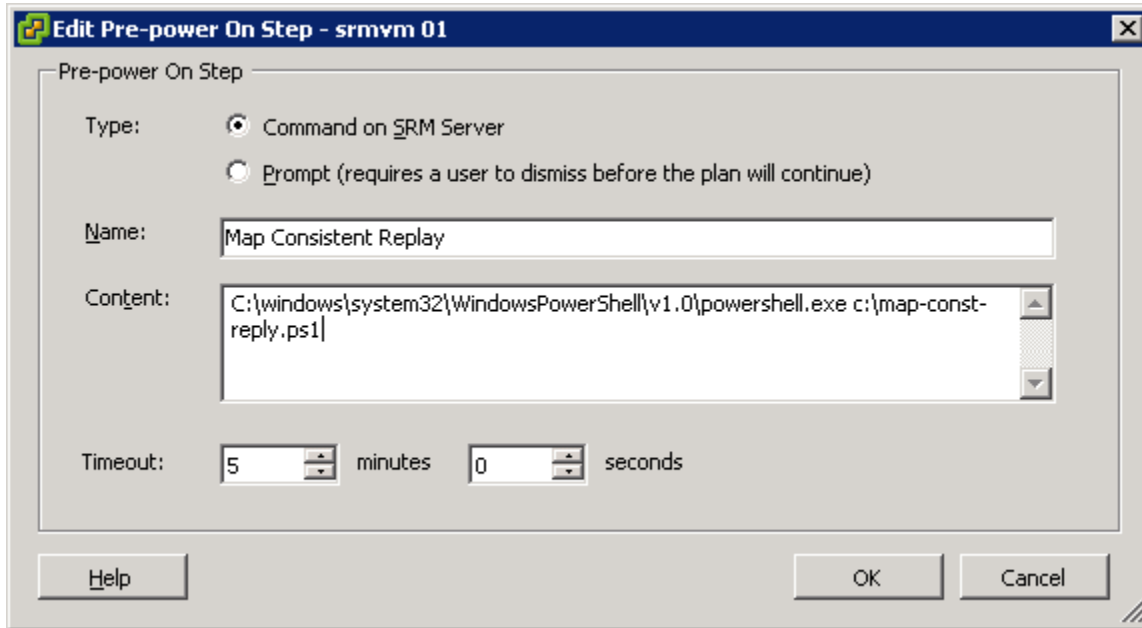 Edit Pre-power On Step - srmvm 01
Pre-power On Step
Type: Command on SRM Server
Prompt (requires a user to dismiss before the plan will continue)
Name: Map Consistent Replay
Content: C:\windows\system32\WindowsPowerShell\v1.0\powershell.exe c:\map-const-
reply.ps1
Timeout: 5 minutes 0 seconds
Help OK Cancel